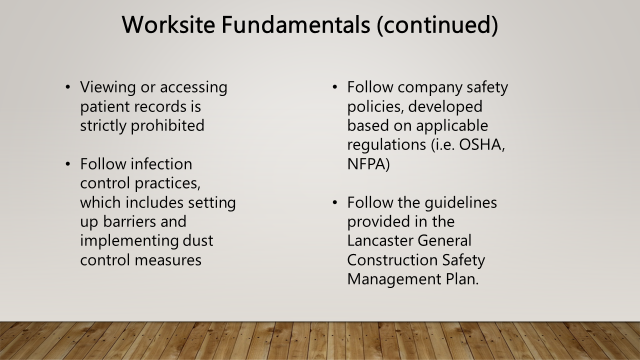 Worksite Fundamentals (continued)
• Viewing or accessing
patient records is
strictly prohibited
• Follow infection
control practices,
which includes setting
up barriers and
implementing dust
control measures
• Follow company safety
policies, developed
based on applicable
regulations (i.e. OSHA,
NFPA)
• Follow the guidelines
provided in the
Lancaster General
Construction Safety
Management Plan.